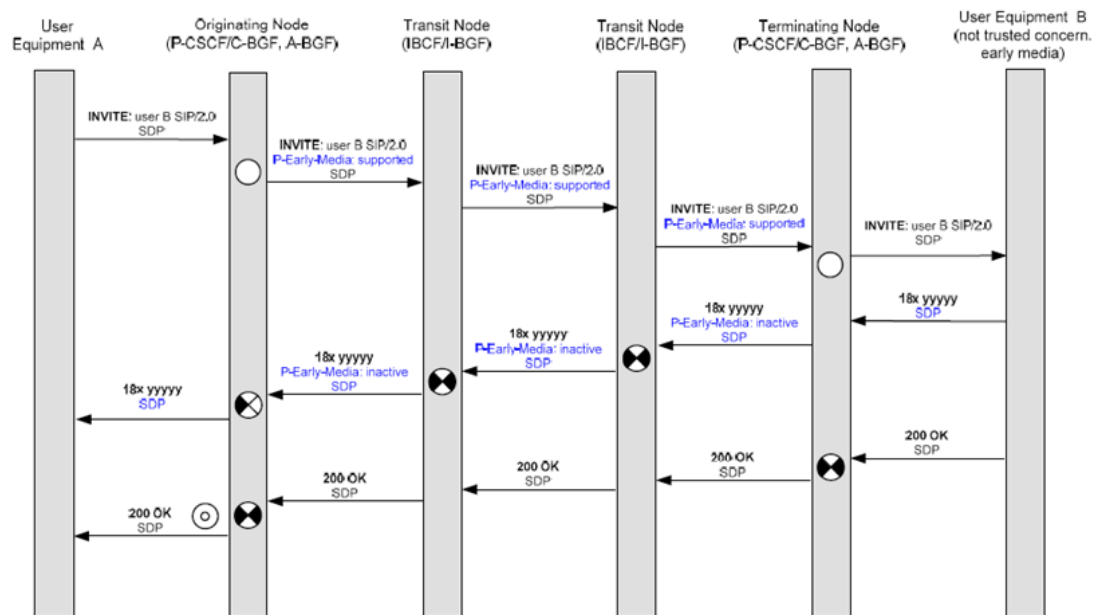 User
Equipment A
Originating Node
(P-CSCF/C-BGF, A-BGF)
Transit Node
(IBCF/I-BGF)
Transit Node
(IBCF/I-BGF)
Terminating Node
(P-CSCF/C-BGF, A-BGF)
User Equipment B
(not trusted concern.
early media)
INVITE: user B SIP/2.0
SDP
INVITE: user B SIP/2.0
P-Early-Media: supported
SDP
INVITE: user B SIP/2.0
P-Early-Media: supported
SDP
INVITE: user B SIP/2.0
P-Early-Media: supported
SDP
INVITE: user B SIP/2.0
SDP
18x yyyyy
SDP
18x yyyyy
P-Early-Media: inactive
SDP
18x yyyyy
P-Early-Media: inactive
SDP
18x yyyyy
P-Early-Media: inactive
SDP
18x yyyyy
SDP
200 OK
SDP
200 OK
SDP
200 OK
SDP
200 OK
SDP
200 OK
SDP